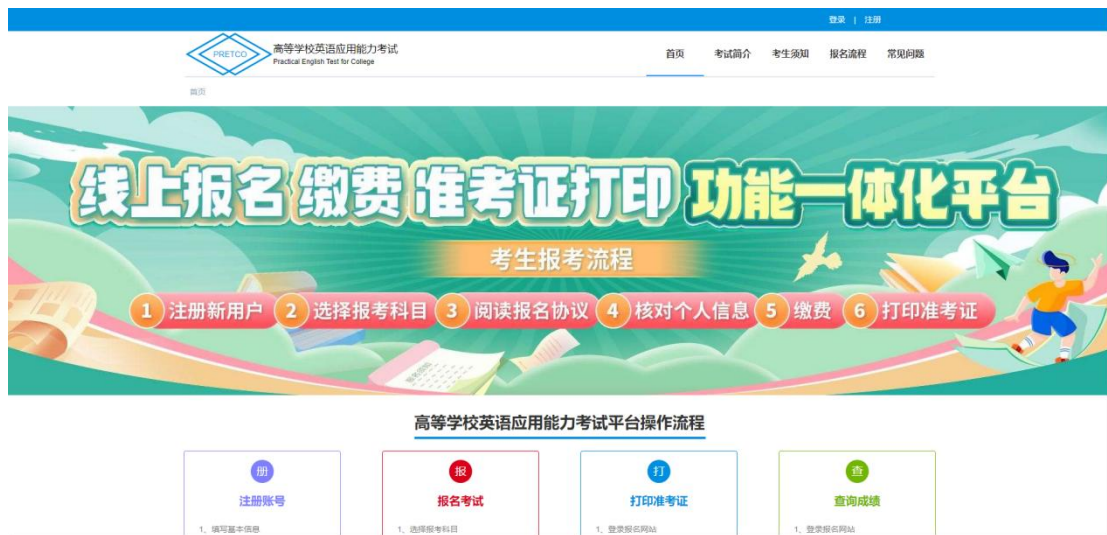 登录 | 注册
PRETCO
高等学校英语应用能力考试
Practical English Test for College
首页 考试简介 考生须知 报名流程 常见问题
首页
线上报名 缴费 准考证打印 功能一体化平台
考生报考流程
1 注册新用户 2 选择报考科目 3 阅读报名协议 4 核对个人信息 5 缴费 6 打印准考证
高等学校英语应用能力考试平台操作流程
册 报 打 查
注册账号 报名考试 打印准考证 查询成绩
1、填写基本信息 1、选择报考科目 1、登录报名网站 1、登录报名网站